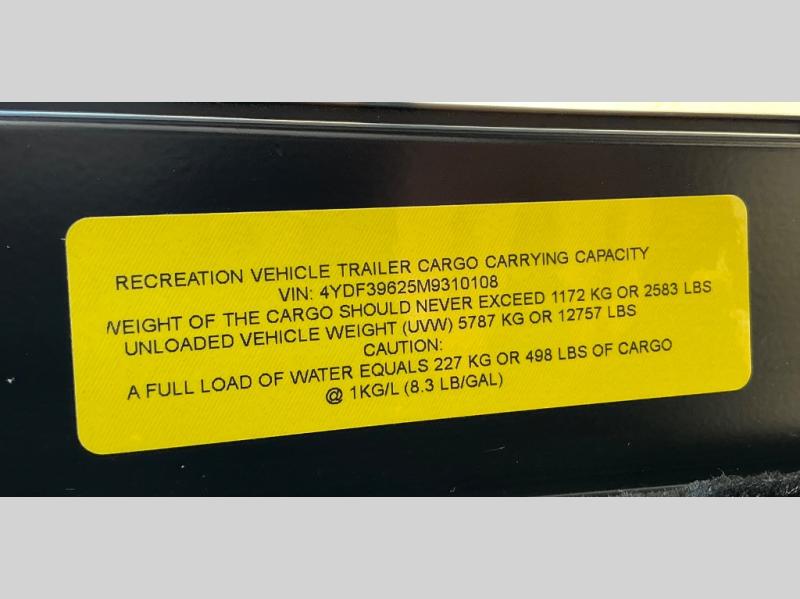 RECREATION VEHICLE TRAILER CARGO CARRYING CAPACITY
VIN: 4YDF39625M9310108
WEIGHT OF THE CARGO SHOULD NEVER EXCEED 1172 KG OR 2583 LBS
UNLOADED VEHICLE WEIGHT (UVW) 5787 KG OR 12757 LBS
CAUTION:
A FULL LOAD OF WATER EQUALS 227 KG OR 498 LBS OF CARGO
@ 1KG/L (8.3 LB/GAL)